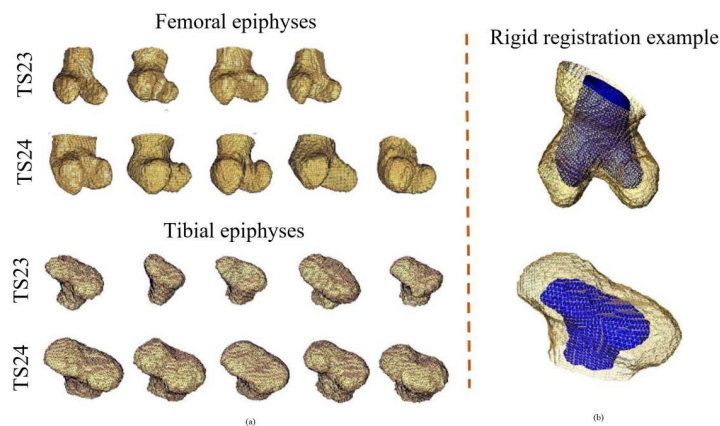 Femoral epiphyses
TS23
TS24
Tibial epiphyses
TS23
TS24
(a)
Rigid registration example
(b)